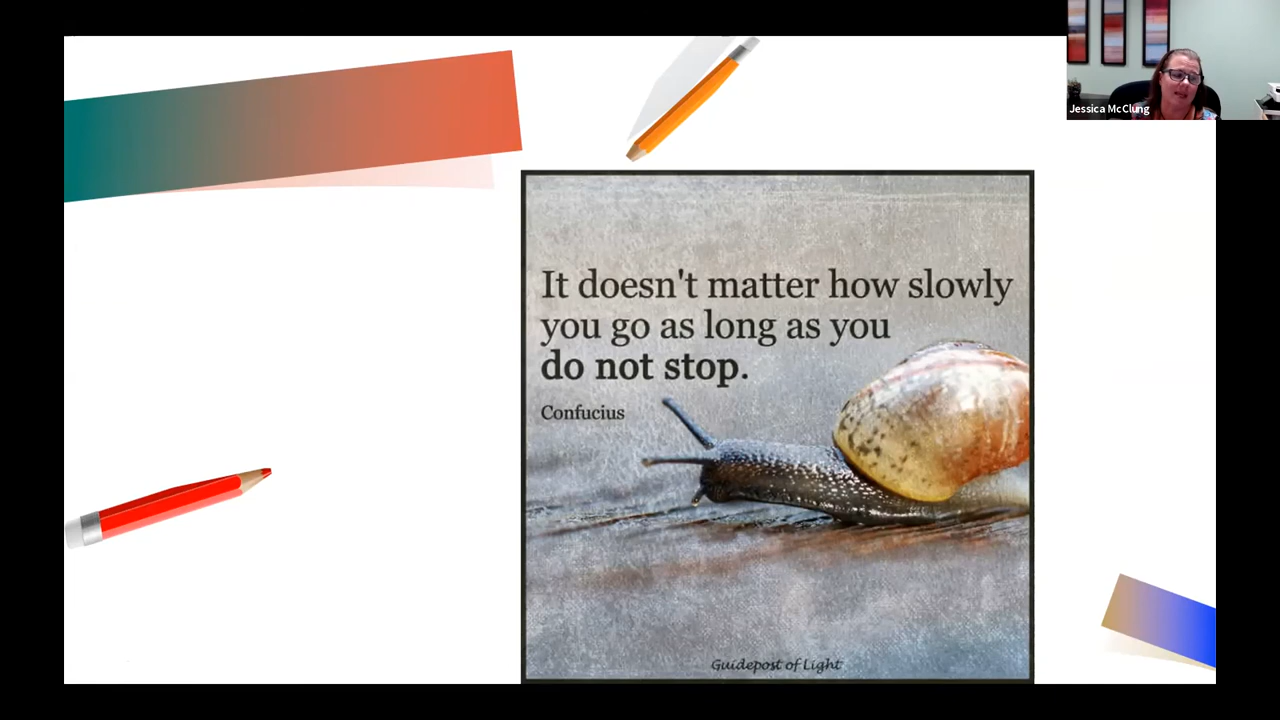 Jessica McClung
It doesn't matter how slowly
you go as long as you
do not stop.
Confucius
Guidepost of Light